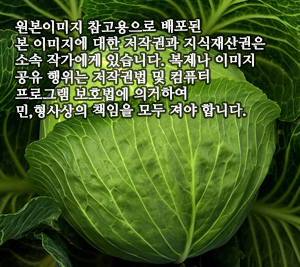 원본이미지 참고용으로 배포된
본 이미지에 대한 저작권과 지식재산권은
소속 작가에게 있습니다. 복제나 이미지
공유 행위는 저작권법 및 컴퓨터
프로그램 보호법에 의거하여
민,형사상의 책임을 모두 져야 합니다.